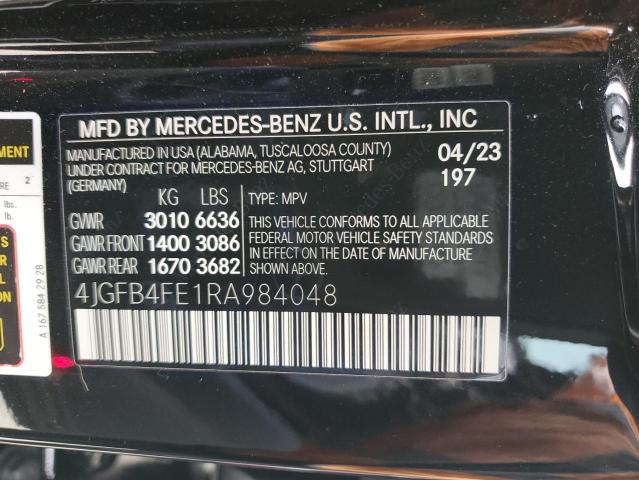 MFD BY MERCEDES-BENZ U.S. INTL., INC
MANUFACTURED IN USA (ALABAMA, TUSCALOOSA COUNTY)
UNDER CONTRACT FOR MERCEDES-BENZ AG, STUTTGART
(GERMANY)
04/23
197
KG LBS
GVWR 3010 6636
GAWR FRONT 1400 3086
GAWR REAR 1670 3682
TYPE: MPV
THIS VEHICLE CONFORMS TO ALL APPLICABLE
FEDERAL MOTOR VEHICLE SAFETY STANDARDS
IN EFFECT ON THE DATE OF MANUFACTURE
SHOWN ABOVE.
4JGFB4FE1RA984048
A 167 584 29 28
2
lbc.
lb.